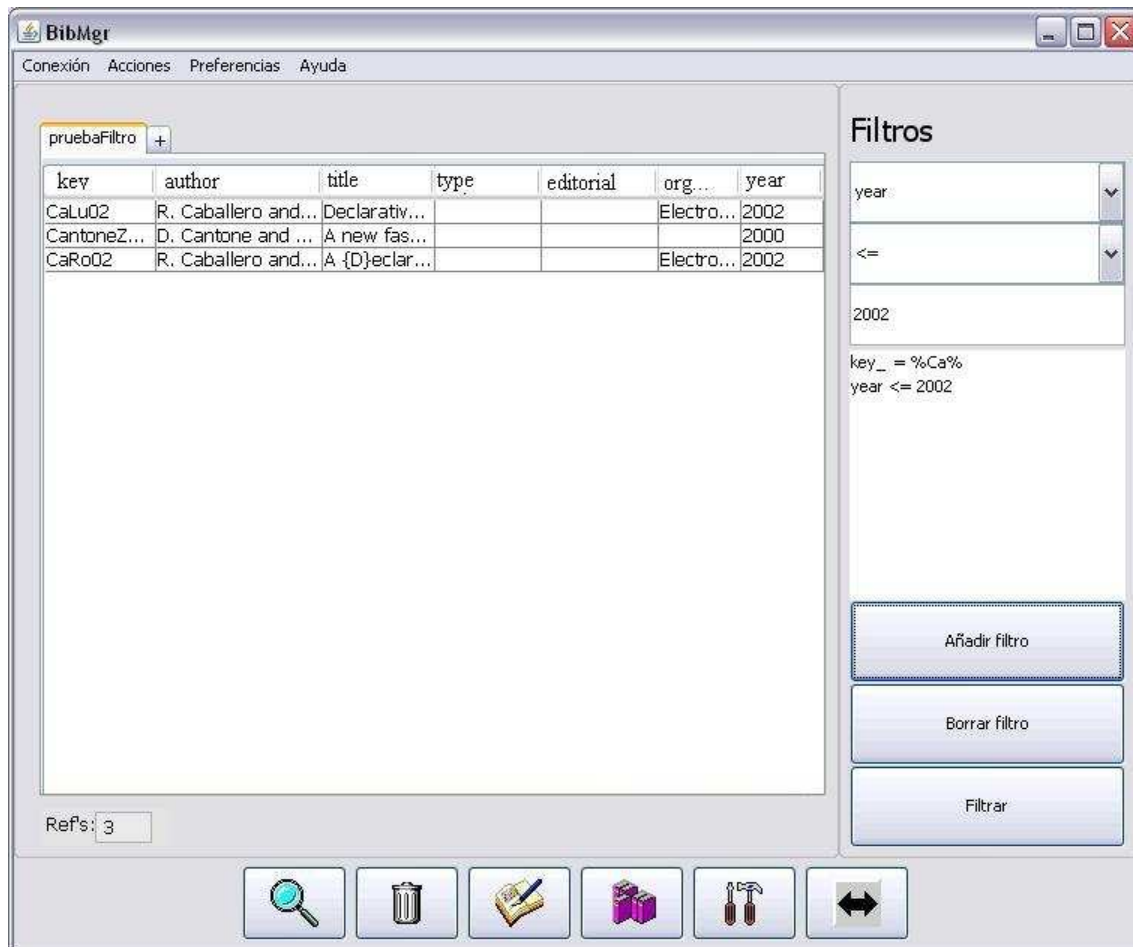 BibMgr
Conexión Acciones Preferencias Ayuda
pruebaFiltro +
key author title type editorial org... year
CaLu02 R. Caballero and... Declarativ... Electro... 2002
CantoneZ... D. Cantone and ... A new fas... 2000
CaRo02 R. Caballero and... A {D}eclar... Electro... 2002
Ref's: 3
Filtros
year
<=
2002
key_ = %Ca%
year <= 2002
Añadir filtro
Borrar filtro
Filtrar